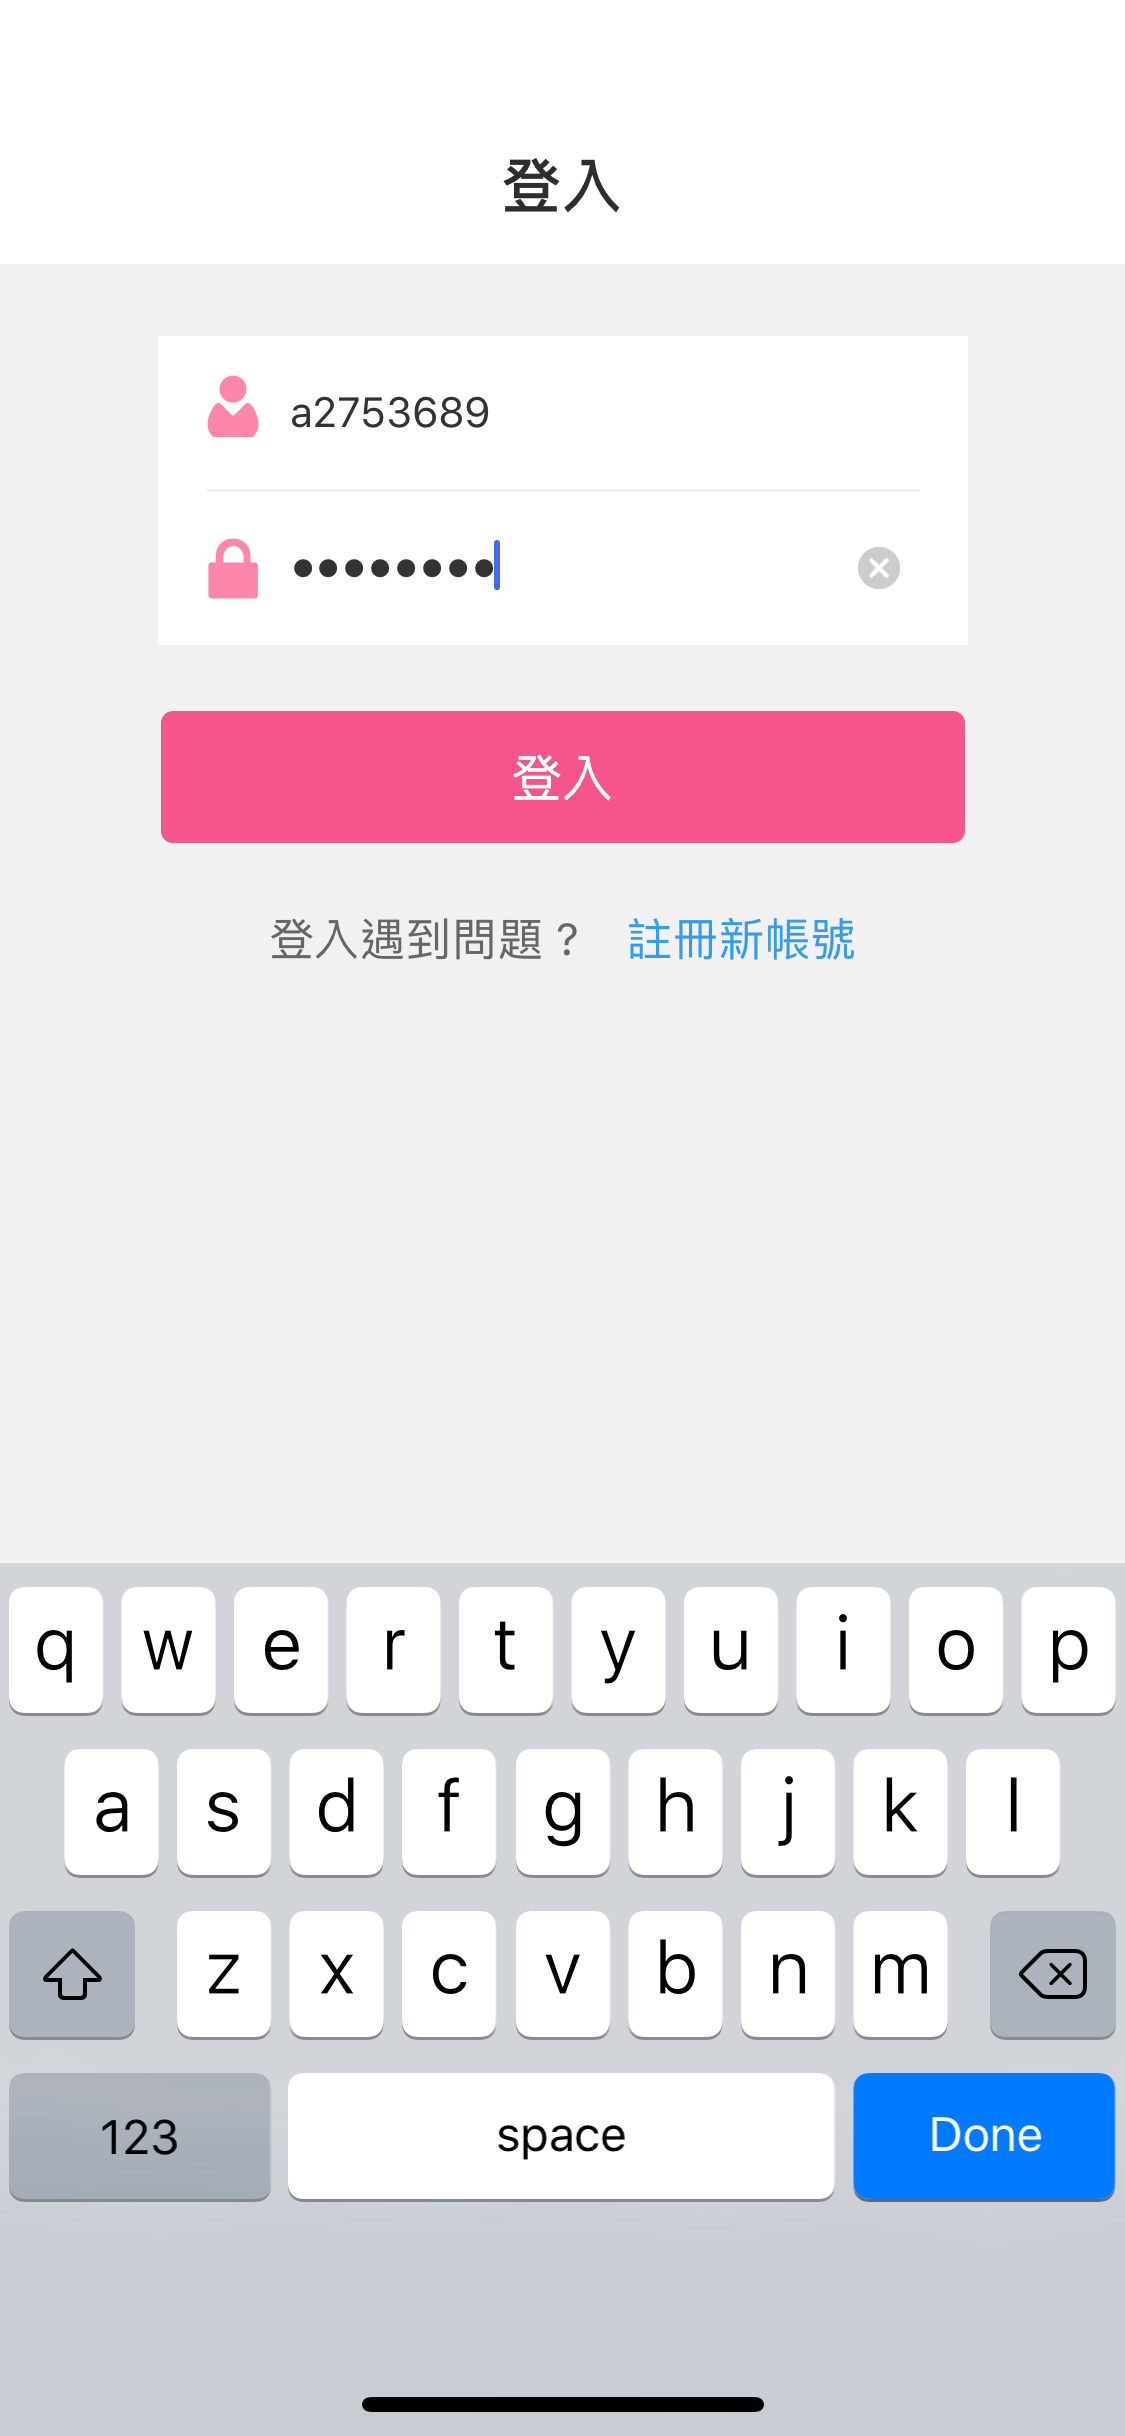 登入
a2753689
••••••••
登入
登入遇到問題？ 註冊新帳號
q w e r t y u i o p
a s d f g h j k l
z x c v b n m
123 space Done